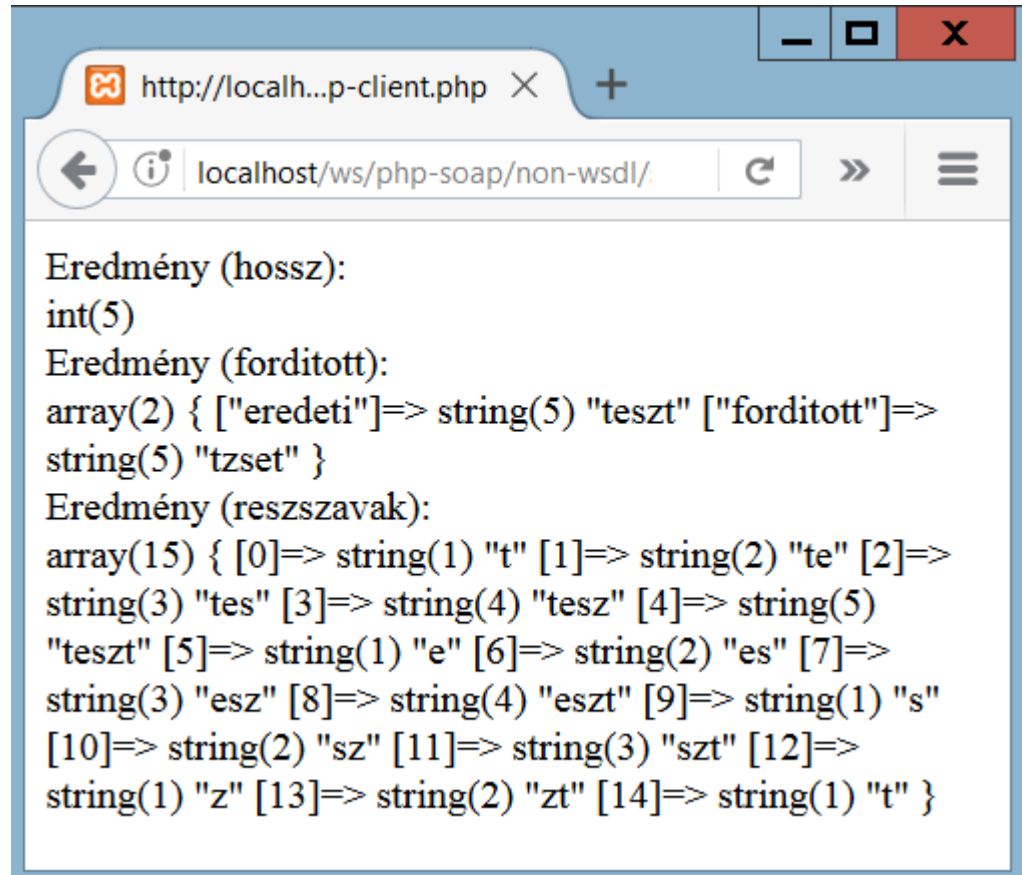 http://localh...p-client.php
localhost/ws/php-soap/non-wsdl/
Eredmény (hossz):
int(5)
Eredmény (forditott):
array(2) { ["eredeti"]=> string(5) "teszt" ["forditott"]=>
string(5) "tzset" }
Eredmény (reszszavak):
array(15) { [0]=> string(1) "t" [1]=> string(2) "te" [2]=>
string(3) "tes" [3]=> string(4) "tesz" [4]=> string(5)
"teszt" [5]=> string(1) "e" [6]=> string(2) "es" [7]=>
string(3) "esz" [8]=> string(4) "eszt" [9]=> string(1) "s"
[10]=> string(2) "sz" [11]=> string(3) "szt" [12]=>
string(1) "z" [13]=> string(2) "zt" [14]=> string(1) "t" }